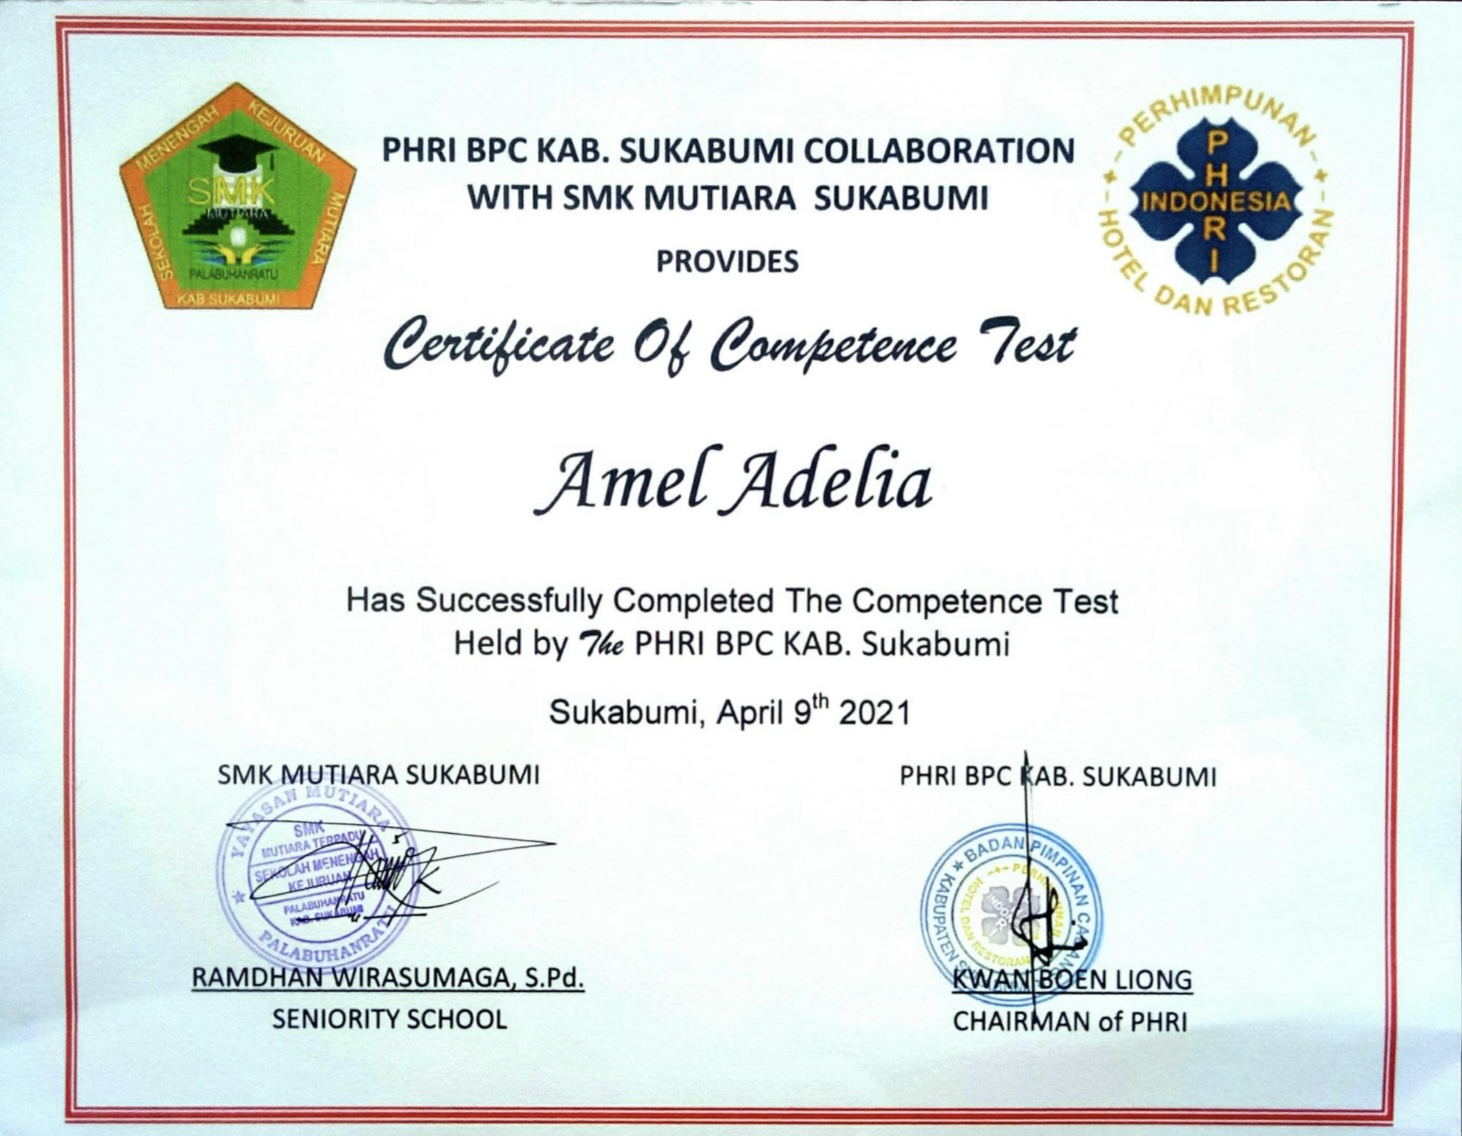 SEKOLAH MENENGAH KEJURUAN MUTIARA
SMK
MUTIARA
PALABUHANRATU
KAB SUKABUMI
PERHIMPUNAN
HOTEL DAN RESTORAN
PHRI
INDONESIA
PHRI BPC KAB. SUKABUMI COLLABORATION
WITH SMK MUTIARA SUKABUMI
PROVIDES
Certificate Of Competence Test
Amel Adelia
Has Successfully Completed The Competence Test
Held by The PHRI BPC KAB. Sukabumi
Sukabumi, April 9th 2021
SMK MUTIARA SUKABUMI
YAYASAN MUTIARA
SMK
MUTIARA TERPADU
SEKOLAH MENENGAH
KEJURUAN
PALABUHANRATU
KAB. SUKABUMI
PALABUHANRATU
RAMDHAN WIRASUMAGA, S.Pd.
SENIORITY SCHOOL
PHRI BPC KAB. SUKABUMI
BADAN PIMPINAN CABANG
KABUPATEN
HOTEL DAN RESTORAN
KWAN BOEN LIONG
CHAIRMAN of PHRI